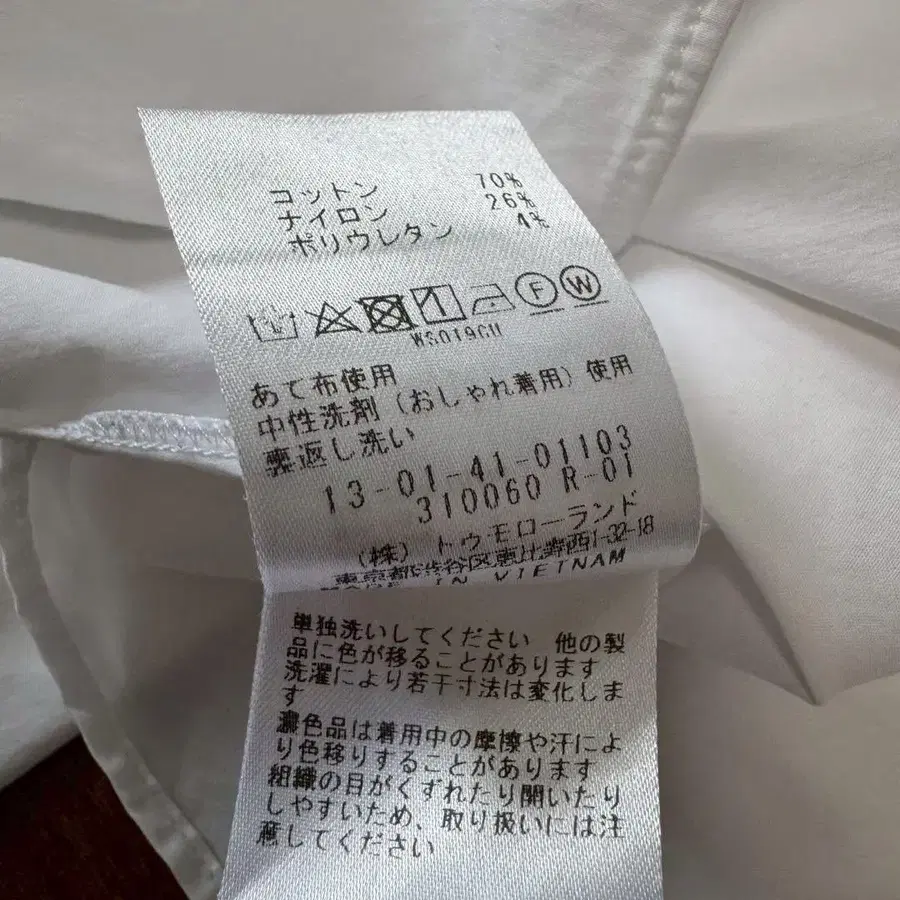 コットン 70%
ナイロン 26%
ポリウレタン 4%
F W
WS019CU
あて布使用
中性洗剤（おしゃれ着用）使用
裏返し洗い
13-01-41-01103
310060 R-01
（株）トゥモローランド
東京都渋谷区恵比寿西1-32-18
IN VIETNAM
単独洗いしてください 他の製
品に色が移ることがあります
洗濯により若干寸法は変化しま
す
濃色品は着用中の摩擦や汗によ
り色移りすることがあります
組織の目がくずれたり開いたり
しやすいため、取り扱いには注
意してください